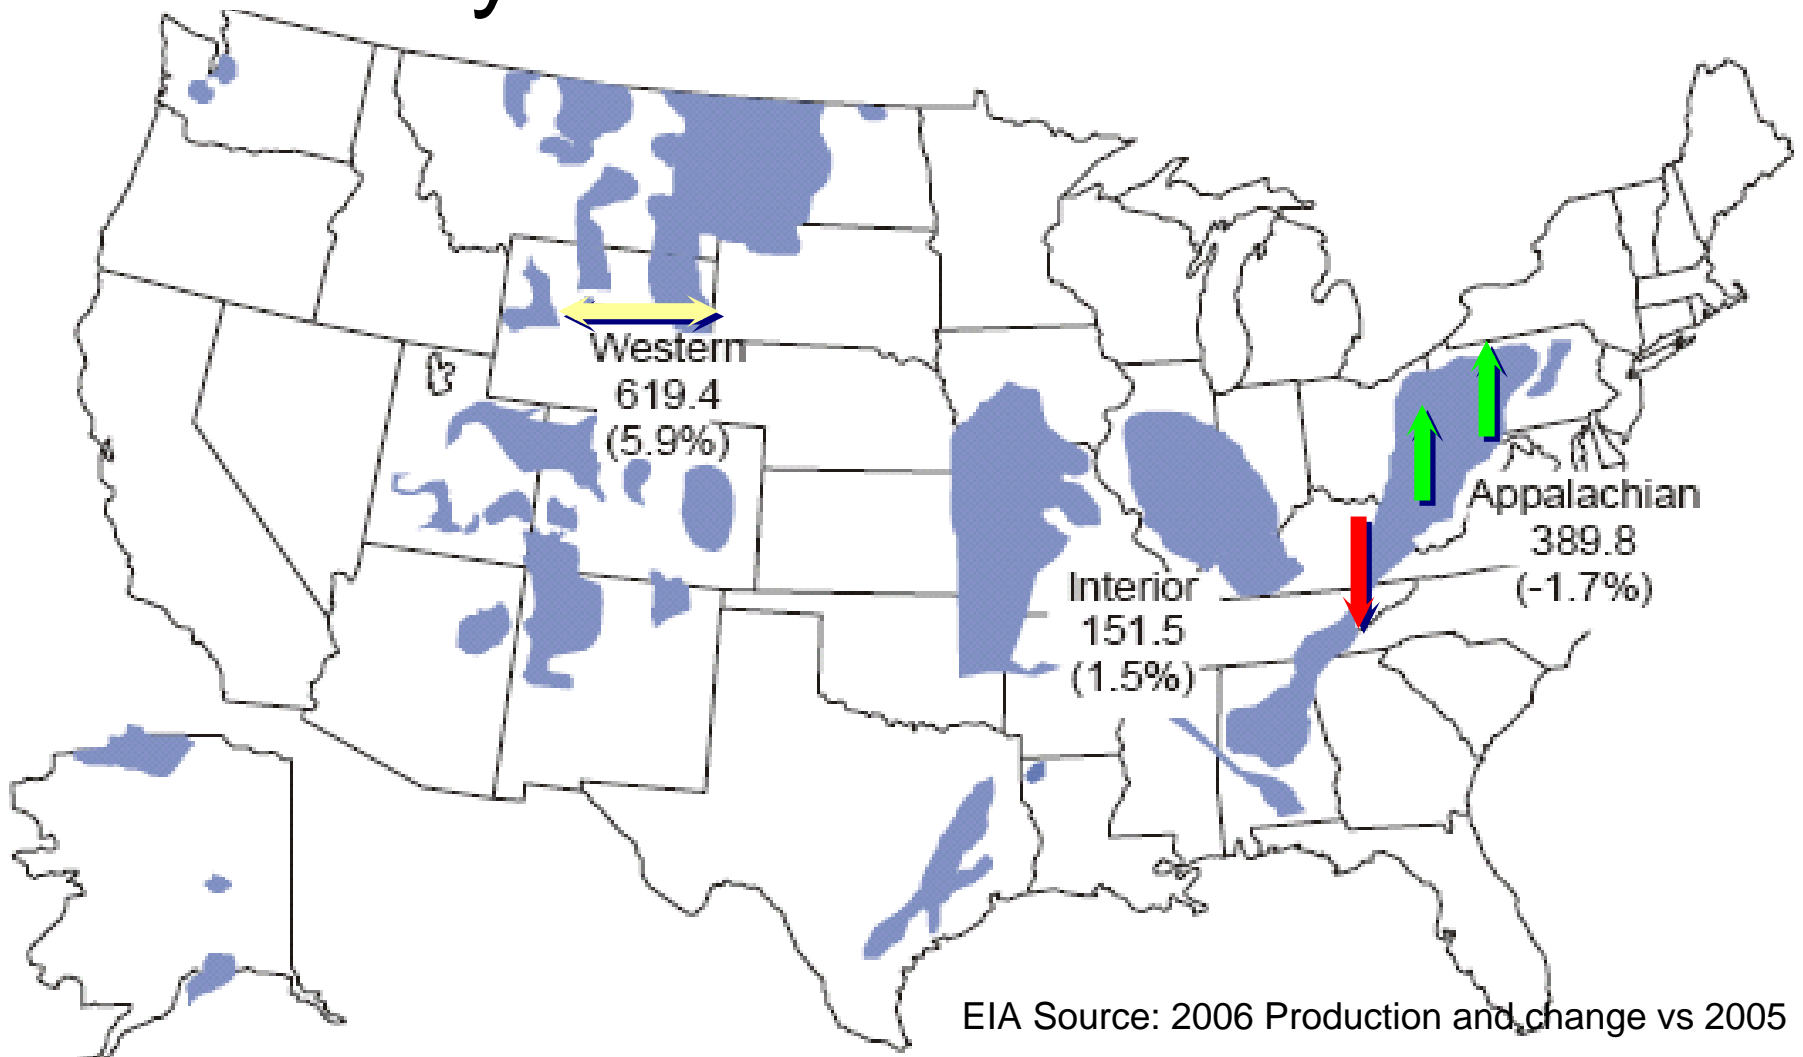 Western
619.4
(5.9%)
Appalachian
389.8
(-1.7%)
Interior
151.5
(1.5%)
EIA Source: 2006 Production and change vs 2005